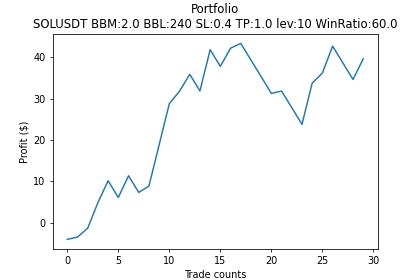 Portfolio
SOLUSDT BBM:2.0 BBL:240 SL:0.4 TP:1.0 lev:10 WinRatio:60.0
40
30
20
10
0
Profit ($)
0 5 10 15 20 25 30
Trade counts